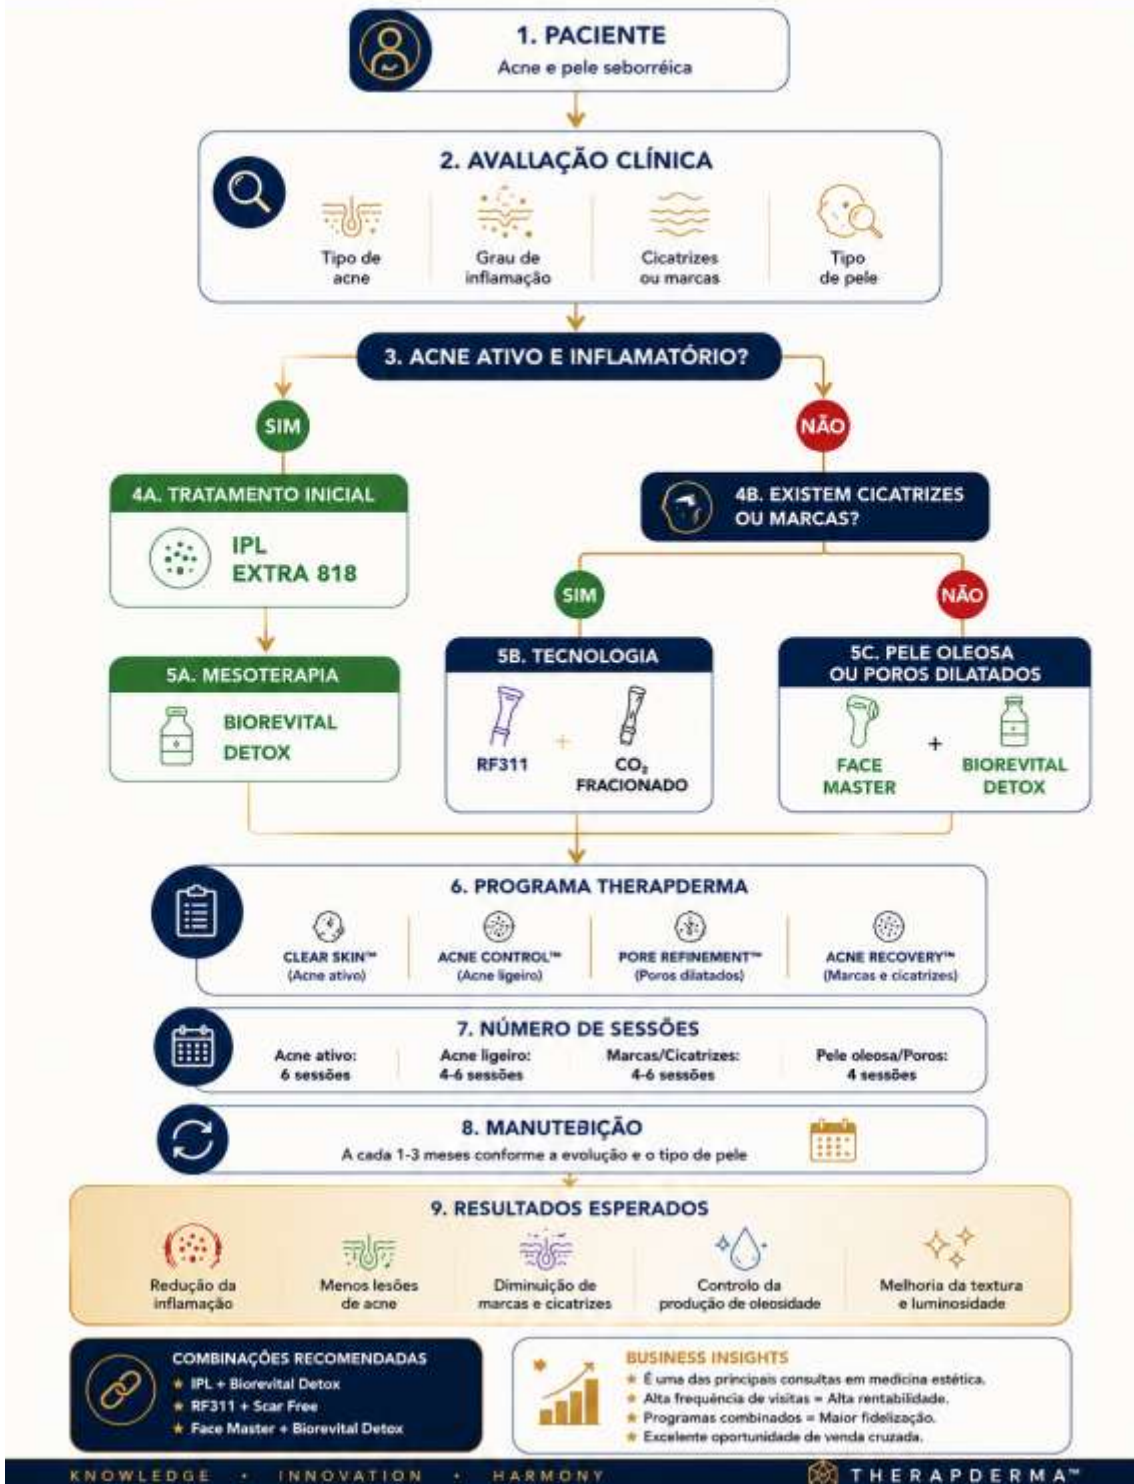 1. PACIENTE
Acne e pele seborréica
2. AVALLAÇÃO CLÍNICA
Tipo de
acne
Grau de
inflamação
Cicatrizes
ou marcas
Tipo
de pele
3. ACNE ATIVO E INFLAMATÓRIO?
SIM
NÃO
4A. TRATAMENTO INICIAL
IPL
EXTRA 818
4B. EXISTEM CICATRIZES
OU MARCAS?
SIM
NÃO
5A. MESOTERAPIA
BIOREVITAL
DETOX
5B. TECNOLOGIA
RF311
+
CO₂
FRACIONADO
5C. PELE OLEOSA
OU POROS DILATADOS
FACE
MASTER
+
BIOREVITAL
DETOX
6. PROGRAMA THERAPDERMA
CLEAR SKIN™
(Acne ativo)
ACNE CONTROL™
(Acne ligeiro)
PORE REFINEMENT™
(Poros dilatados)
ACNE RECOVERY™
(Marcas e cicatrizes)
7. NÚMERO DE SESSÕES
Acne ativo:
6 sessões
Acne ligeiro:
4-6 sessões
Marcas/Cicatrizes:
4-6 sessões
Pele oleosa/Poros:
4 sessões
8. MANUTEBIÇÃO
A cada 1-3 meses conforme a evolução e o tipo de pele
9. RESULTADOS ESPERADOS
Redução da
inflamação
Menos lesões
de acne
Diminuição de
marcas e cicatrizes
Controlo da
produção de oleosidade
Melhoria da textura
e luminosidade
COMBINAÇÕES RECOMENDADAS
★ IPL + Biorevital Detox
★ RF311 + Scar Free
★ Face Master + Biorevital Detox
BUSINESS INSIGHTS
★ É uma das principais consultas em medicina estética.
★ Alta frequência de visitas = Alta rentabilidade.
★ Programas combinados = Maior fidelização.
★ Excelente oportunidade de venda cruzada.
KNOWLEDGE • INNOVATION • HARMONY
THERAPDERMA™